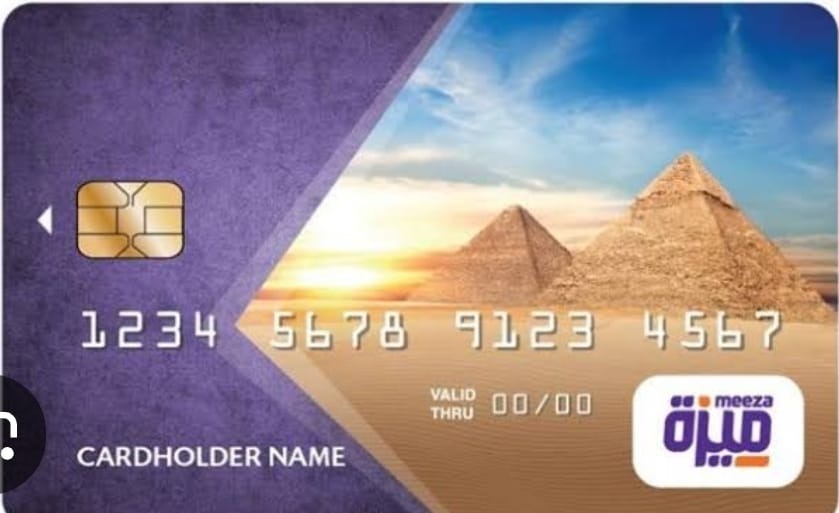 1234 5678 9123 4567
VALID
THRU 00/00
CARDHOLDER NAME
meeza
ميزة